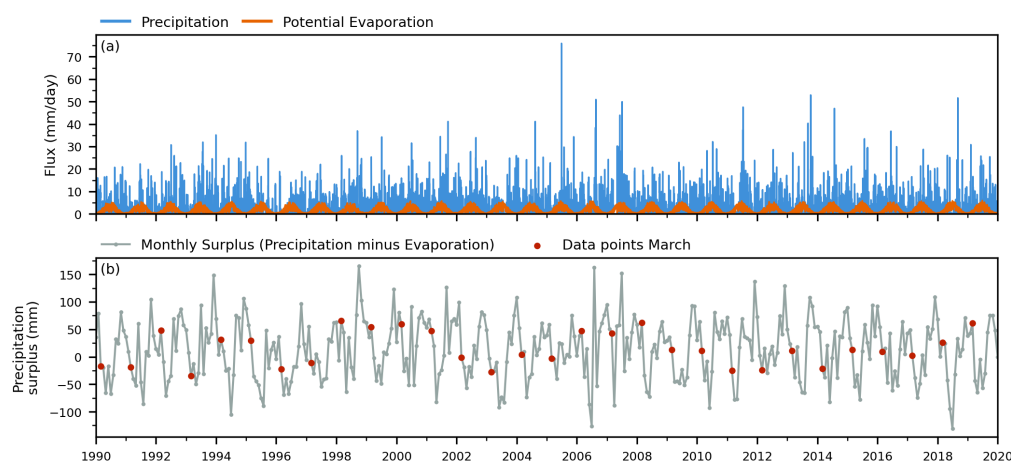 Precipitation Potential Evaporation
(a)
Flux (mm/day)
70
60
50
40
30
20
10
0
Monthly Surplus (Precipitation minus Evaporation) Data points March
(b)
Precipitation
surplus (mm)
150
100
50
0
−50
−100
1990 1992 1994 1996 1998 2000 2002 2004 2006 2008 2010 2012 2014 2016 2018 2020